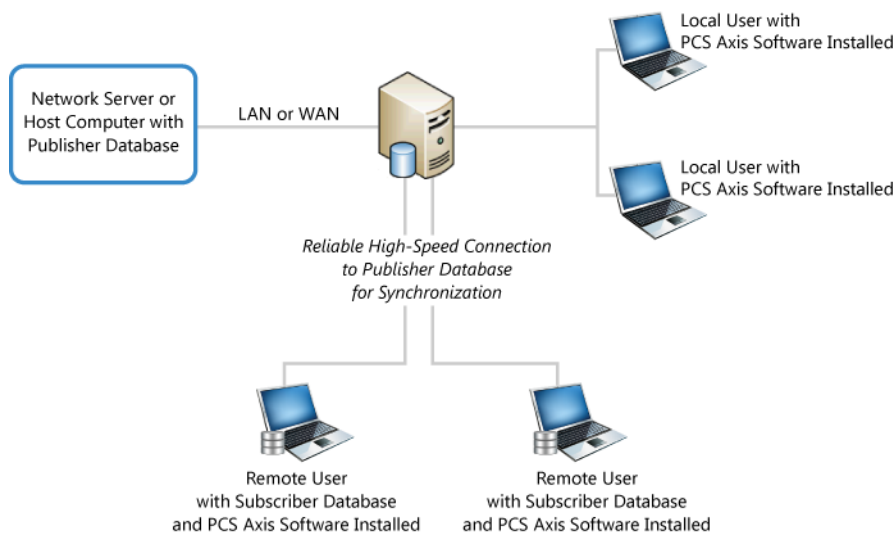 Local User with
PCS Axis Software Installed
Network Server or
Host Computer with
Publisher Database
LAN or WAN
Local User with
PCS Axis Software Installed
Reliable High-Speed Connection
to Publisher Database
for Synchronization
Remote User
with Subscriber Database
and PCS Axis Software Installed
Remote User
with Subscriber Database
and PCS Axis Software Installed